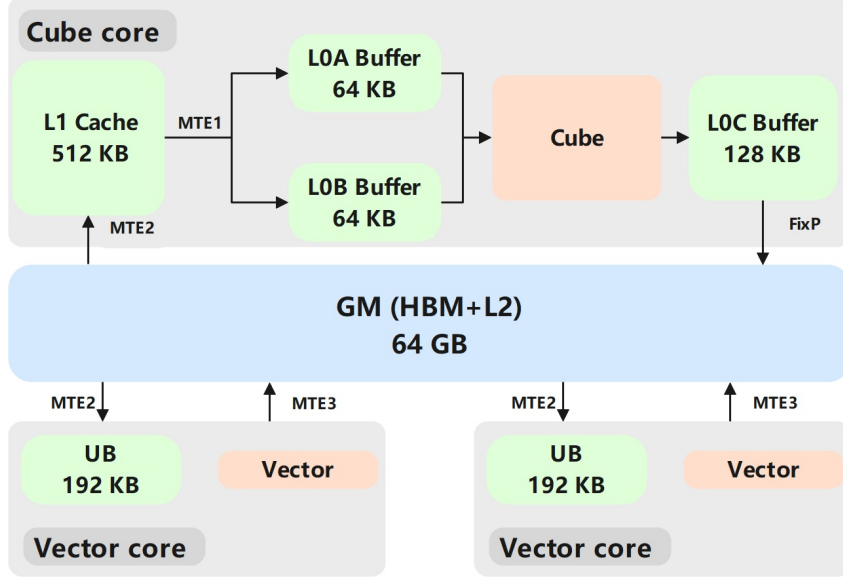 Cube core
L1 Cache
512 KB
MTE1
L0A Buffer
64 KB
L0B Buffer
64 KB
Cube
L0C Buffer
128 KB
MTE2
FixP
GM (HBM+L2)
64 GB
MTE2
MTE3
MTE2
MTE3
UB
192 KB
Vector
Vector core
UB
192 KB
Vector
Vector core